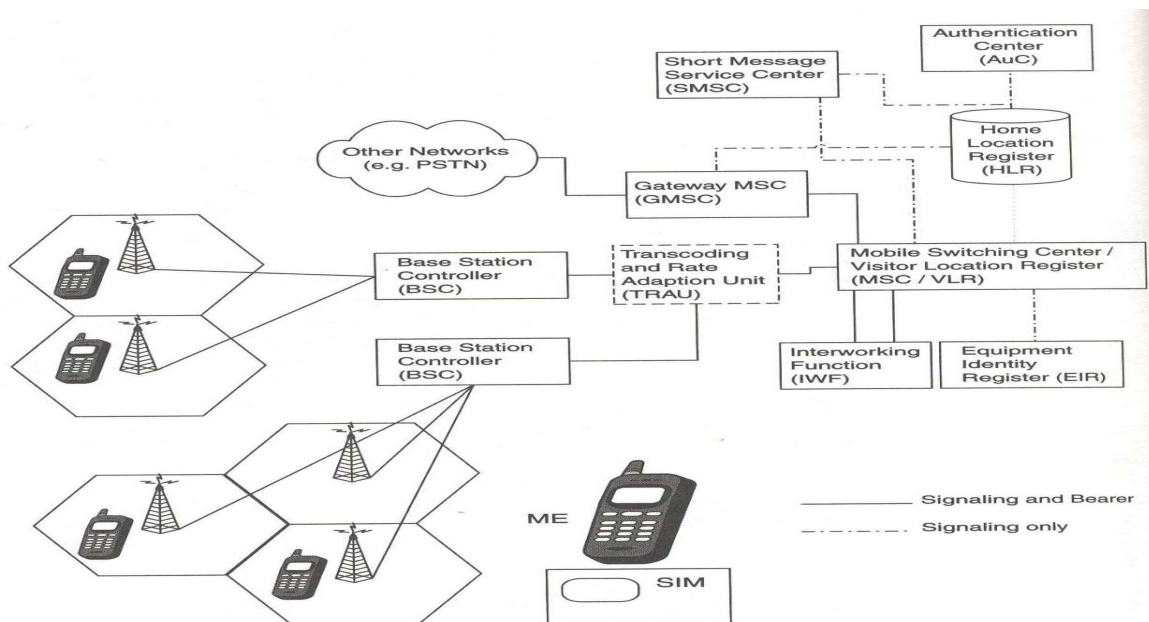 Authentication
Center
(AuC)
Short Message
Service Center
(SMSC)
Home
Location
Register
(HLR)
Other Networks
(e.g. PSTN)
Gateway MSC
(GMSC)
Base Station
Controller
(BSC)
Transcoding
and Rate
Adaption Unit
(TRAU)
Mobile Switching Center /
Visitor Location Register
(MSC / VLR)
Base Station
Controller
(BSC)
Interworking
Function
(IWF)
Equipment
Identity
Register (EIR)
ME
SIM
Signaling and Bearer
Signaling only